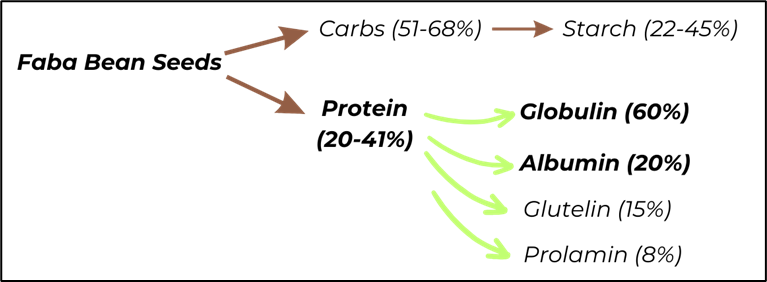 Carbs (51-68%)
Starch (22-45%)
Faba Bean Seeds
Protein
(20-41%)
Globulin (60%)
Albumin (20%)
Glutelin (15%)
Prolamin (8%)